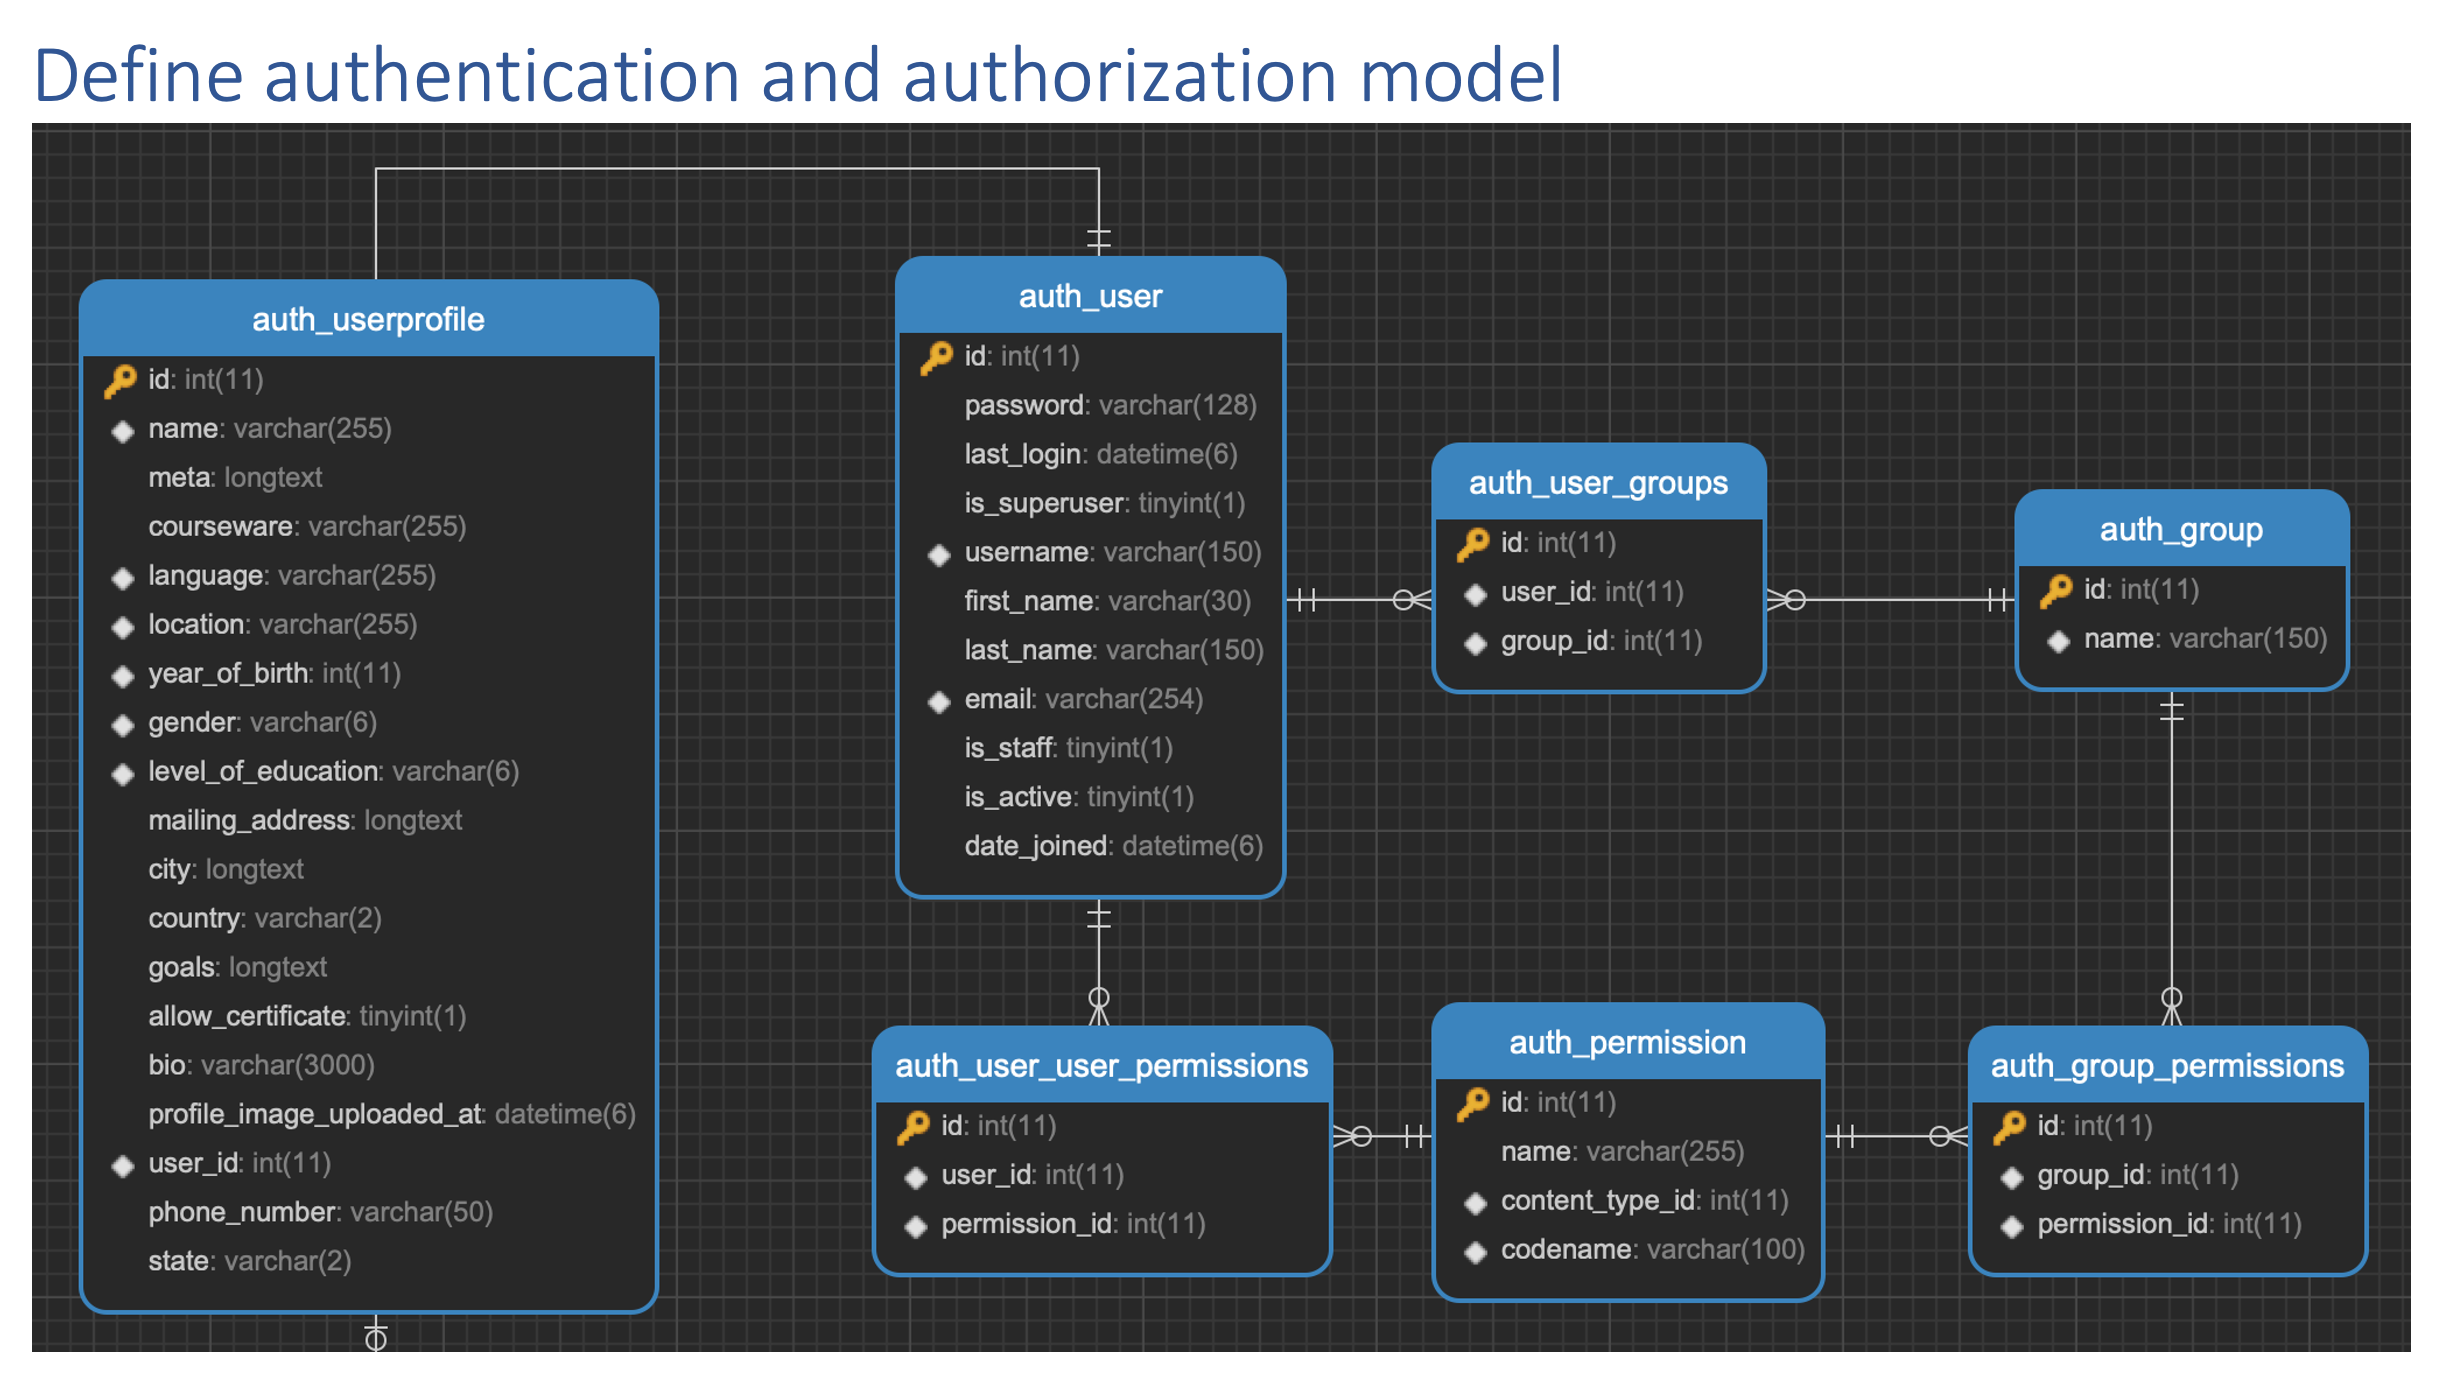 Define authentication and authorization model
auth_userprofile
id: int(11)
name: varchar(255)
meta: longtext
courseware: varchar(255)
language: varchar(255)
location: varchar(255)
year_of_birth: int(11)
gender: varchar(6)
level_of_education: varchar(6)
mailing_address: longtext
city: longtext
country: varchar(2)
goals: longtext
allow_certificate: tinyint(1)
bio: varchar(3000)
profile_image_uploaded_at: datetime(6)
user_id: int(11)
phone_number: varchar(50)
state: varchar(2)
auth_user
id: int(11)
password: varchar(128)
last_login: datetime(6)
is_superuser: tinyint(1)
username: varchar(150)
first_name: varchar(30)
last_name: varchar(150)
email: varchar(254)
is_staff: tinyint(1)
is_active: tinyint(1)
date_joined: datetime(6)
auth_user_groups
id: int(11)
user_id: int(11)
group_id: int(11)
auth_group
id: int(11)
name: varchar(150)
auth_user_user_permissions
id: int(11)
user_id: int(11)
permission_id: int(11)
auth_permission
id: int(11)
name: varchar(255)
content_type_id: int(11)
codename: varchar(100)
auth_group_permissions
id: int(11)
group_id: int(11)
permission_id: int(11)